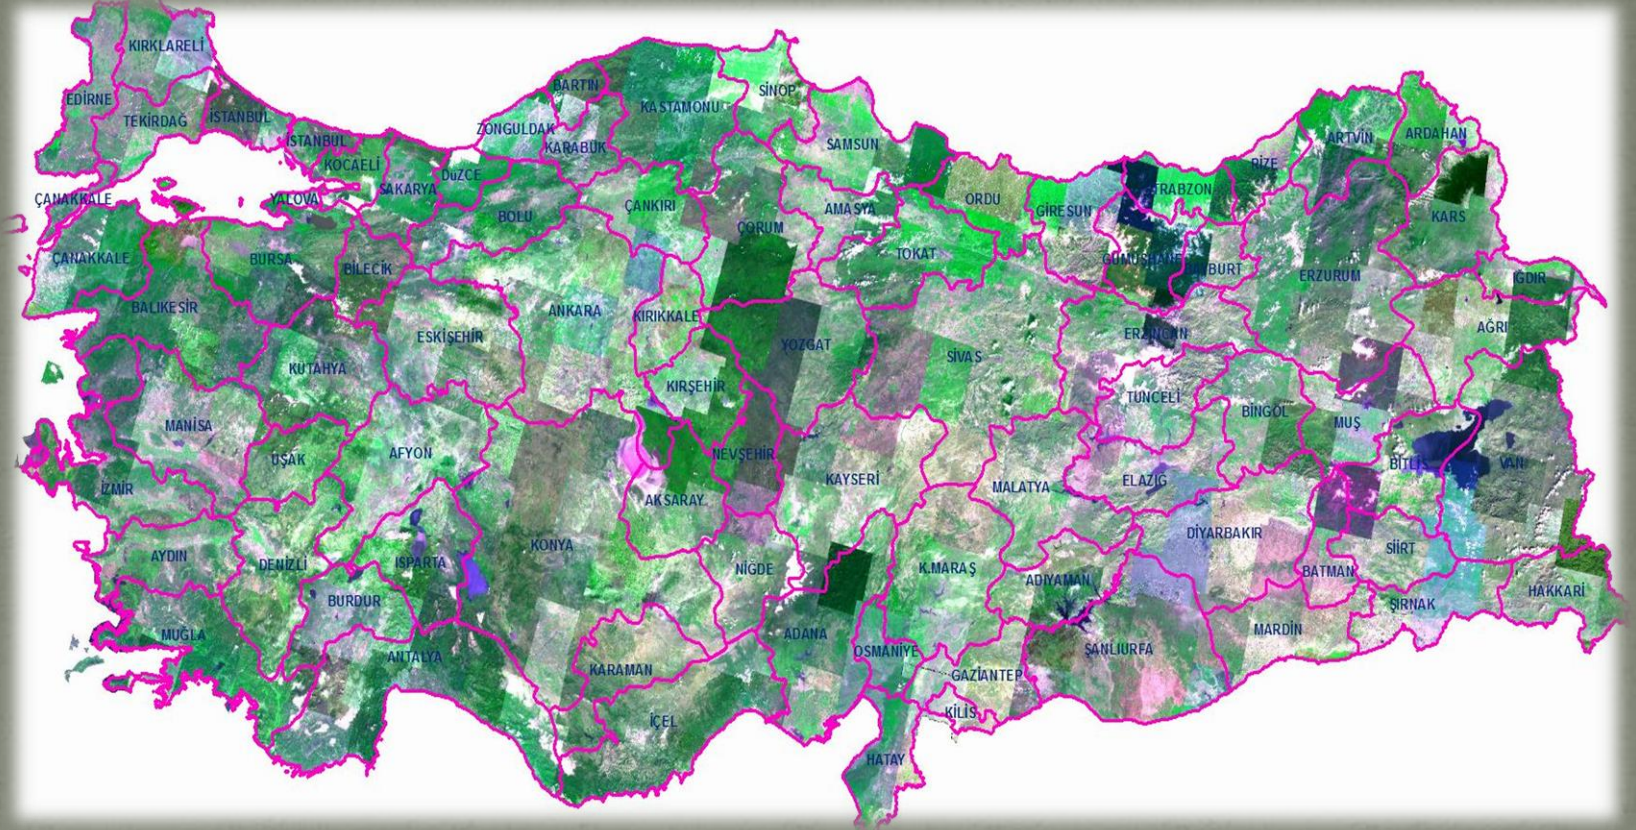 KIRKLARELİ
EDİRNE
TEKİRDAĞ
İSTANBUL
İSTANBUL
KOCAELİ
SAKARYA
DüZCE
ZONGULDAK
BARTIN
KARABÜK
KASTAMONU
SİNOP
SAMSUN
ÇANAKKALE
YALOVA
BOLU
ÇANKIRI
ÇORUM
AMASYA
ORDU
GİRESUN
TRABZON
RİZE
ARTVİN
ARDAHAN
KARS
ÇANAKKALE
BURSA
BİLECİK
TOKAT
GÜMÜŞHANE
BAYBURT
ERZURUM
IĞDIR
BALIKESİR
ESKİŞEHİR
ANKARA
KIRIKKALE
YOZGAT
SİVAS
ERZİNCAN
AĞRI
KÜTAHYA
KIRŞEHİR
TUNCELİ
BİNGÖL
MUŞ
MANİSA
UŞAK
AFYON
NEVŞEHİR
KAYSERİ
MALATYA
ELAZIĞ
BİTLİS
VAN
İZMİR
AKSARAY
DİYARBAKIR
SİİRT
AYDIN
DENİZLİ
ISPARTA
KONYA
NİĞDE
K.MARAŞ
ADIYAMAN
BATMAN
HAKKARİ
BURDUR
ŞIRNAK
MUĞLA
ANTALYA
KARAMAN
ADANA
OSMANİYE
GAZİANTEP
ŞANLIURFA
MARDİN
İÇEL
KİLİS
HATAY